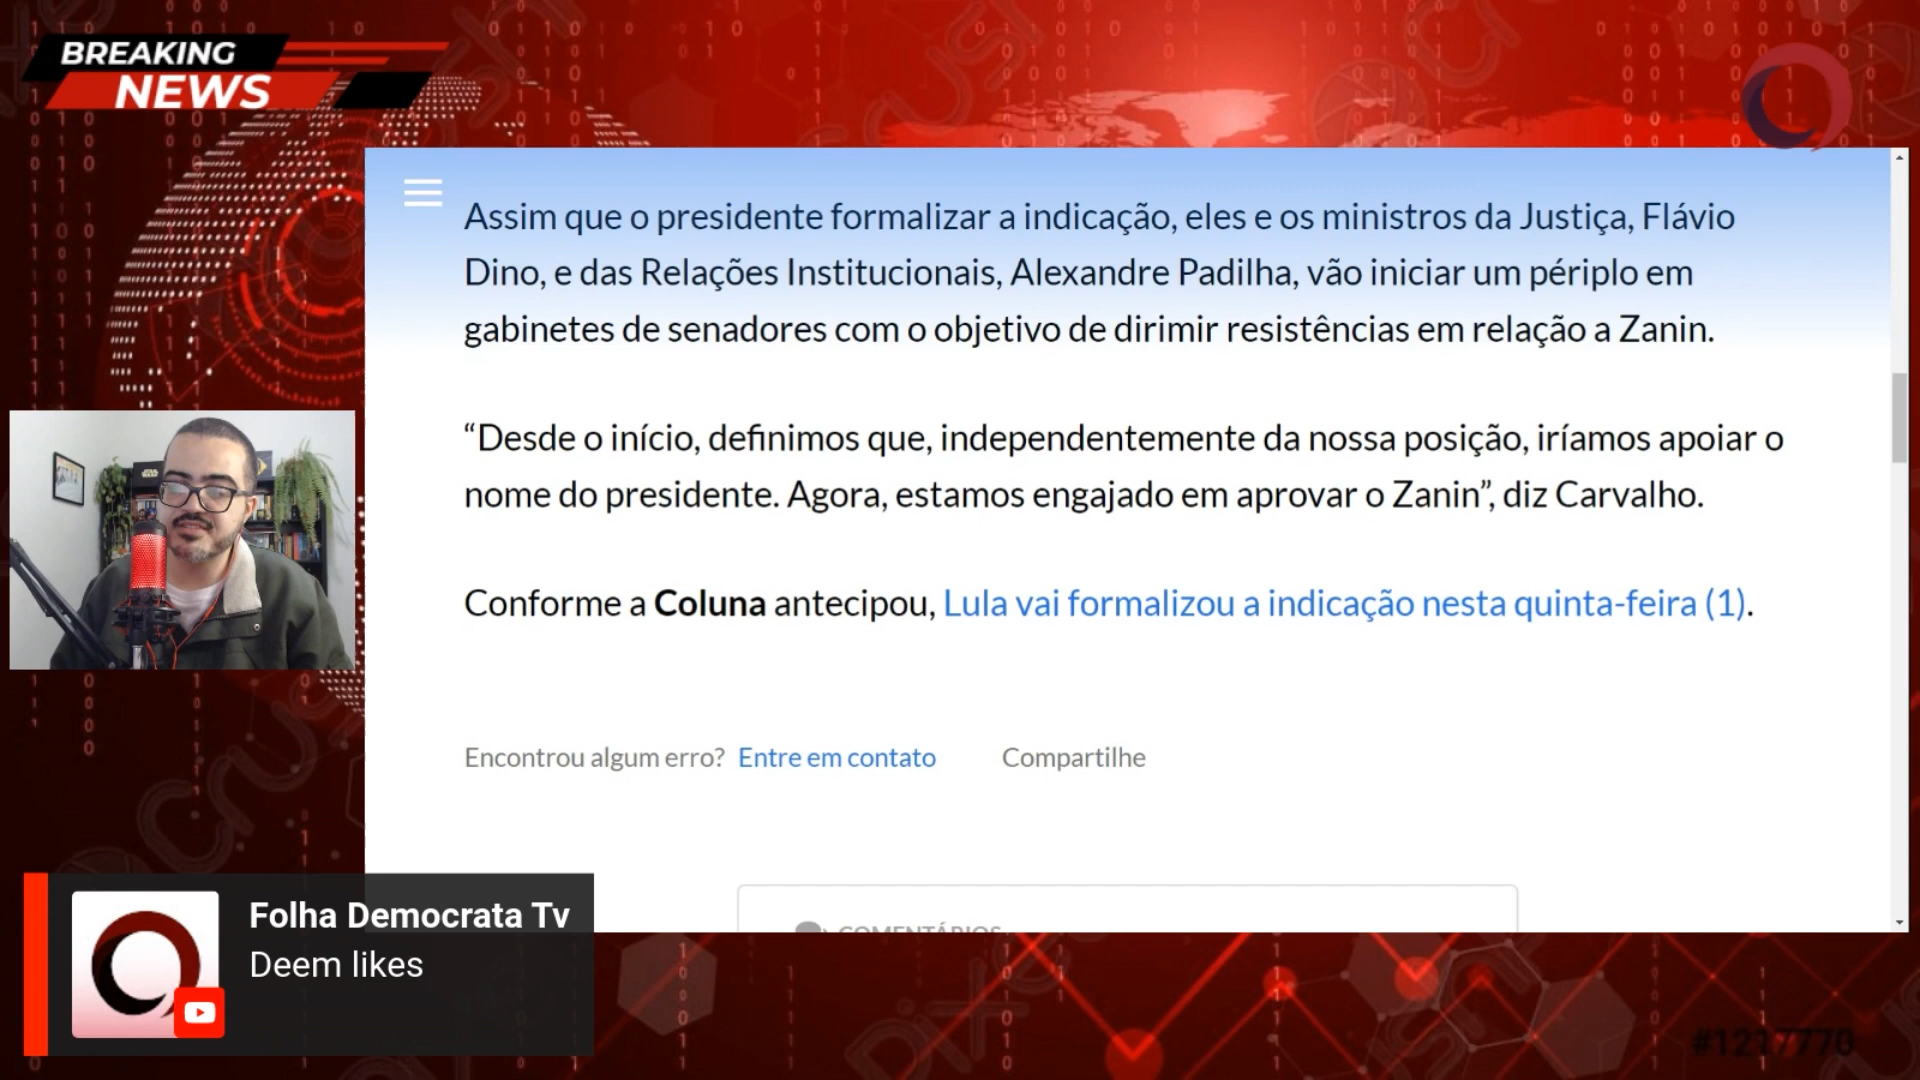 BREAKING
NEWS
Assim que o presidente formalizar a indicação, eles e os ministros da Justiça, Flávio
Dino, e das Relações Institucionais, Alexandre Padilha, vão iniciar um périplo em
gabinetes de senadores com o objetivo de dirimir resistências em relação a Zanin.
“Desde o início, definimos que, independentemente da nossa posição, iríamos apoiar o
nome do presidente. Agora, estamos engajado em aprovar o Zanin”, diz Carvalho.
Conforme a Coluna antecipou, Lula vai formalizou a indicação nesta quinta-feira (1).
Encontrou algum erro? Entre em contato Compartilhe
COMENTÁRIOS
Folha Democrata Tv
Deem likes
#1217770